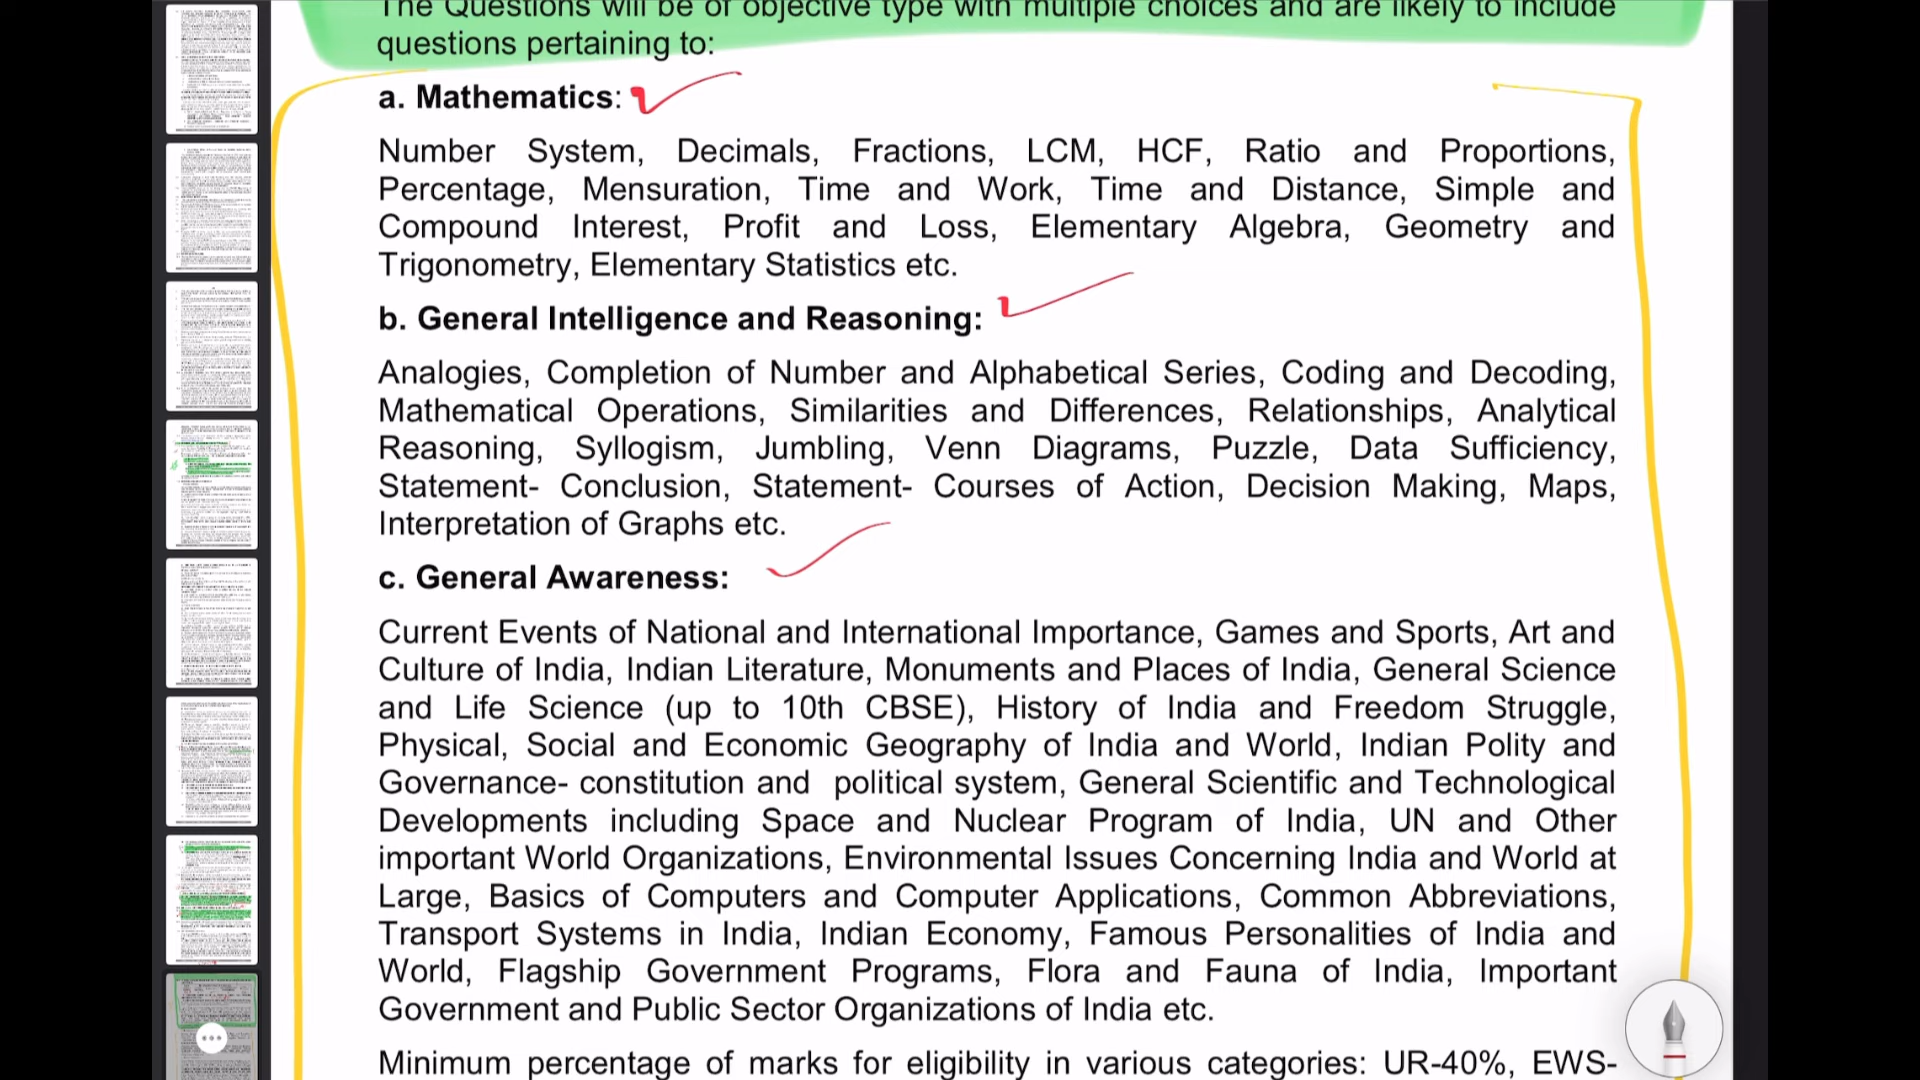 The Questions will be of objective type with multiple choices and are likely to include
questions pertaining to:
a. Mathematics:
Number System, Decimals, Fractions, LCM, HCF, Ratio and Proportions,
Percentage, Mensuration, Time and Work, Time and Distance, Simple and
Compound Interest, Profit and Loss, Elementary Algebra, Geometry and
Trigonometry, Elementary Statistics etc.
b. General Intelligence and Reasoning:
Analogies, Completion of Number and Alphabetical Series, Coding and Decoding,
Mathematical Operations, Similarities and Differences, Relationships, Analytical
Reasoning, Syllogism, Jumbling, Venn Diagrams, Puzzle, Data Sufficiency,
Statement- Conclusion, Statement- Courses of Action, Decision Making, Maps,
Interpretation of Graphs etc.
c. General Awareness:
Current Events of National and International Importance, Games and Sports, Art and
Culture of India, Indian Literature, Monuments and Places of India, General Science
and Life Science (up to 10th CBSE), History of India and Freedom Struggle,
Physical, Social and Economic Geography of India and World, Indian Polity and
Governance- constitution and political system, General Scientific and Technological
Developments including Space and Nuclear Program of India, UN and Other
important World Organizations, Environmental Issues Concerning India and World at
Large, Basics of Computers and Computer Applications, Common Abbreviations,
Transport Systems in India, Indian Economy, Famous Personalities of India and
World, Flagship Government Programs, Flora and Fauna of India, Important
Government and Public Sector Organizations of India etc.
Minimum percentage of marks for eligibility in various categories: UR-40%, EWS-